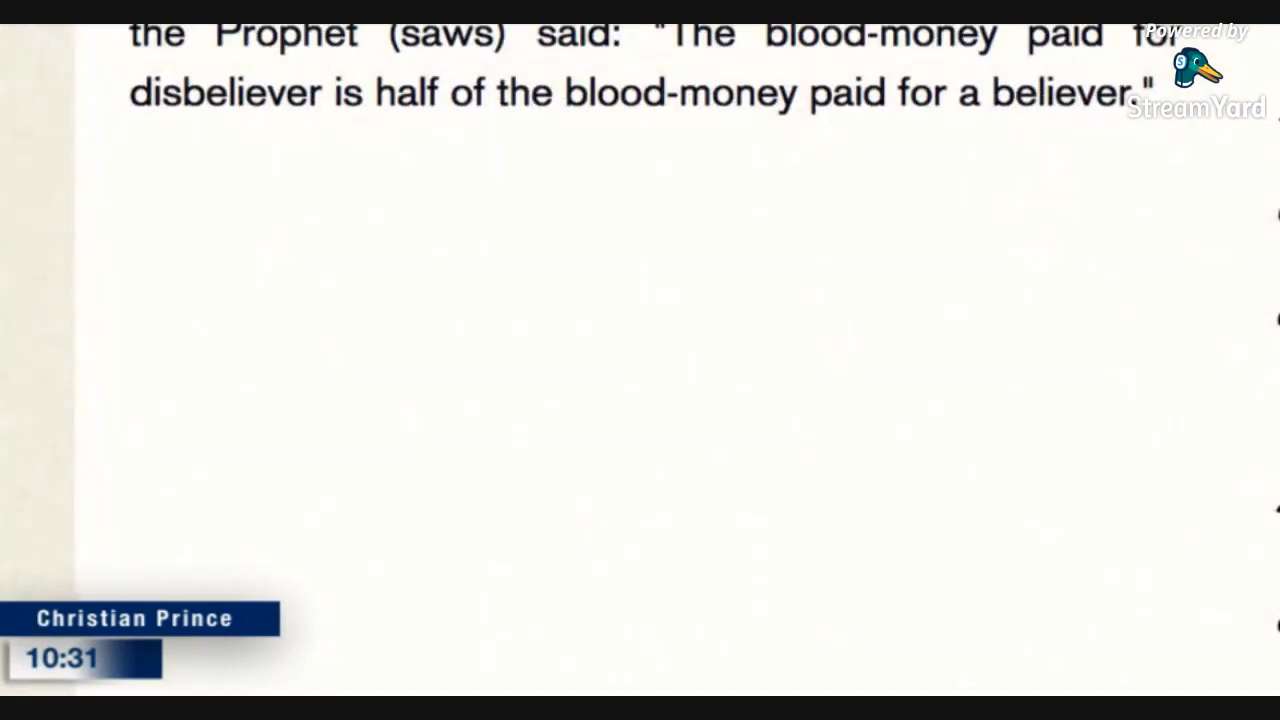 the Prophet (saws) said: "The blood-money paid for
disbeliever is half of the blood-money paid for a believer."
Powered by
StreamYard
Christian Prince
10:31